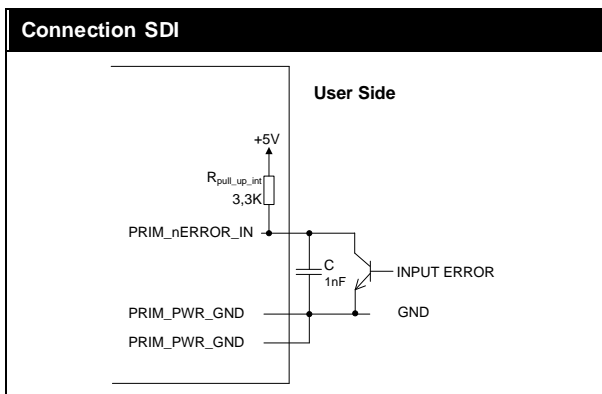 Connection SDI
User Side
+5V
Rpull_up_int
3,3K
PRIM_nERROR_IN
C
1nF
INPUT ERROR
PRIM_PWR_GND
GND
PRIM_PWR_GND